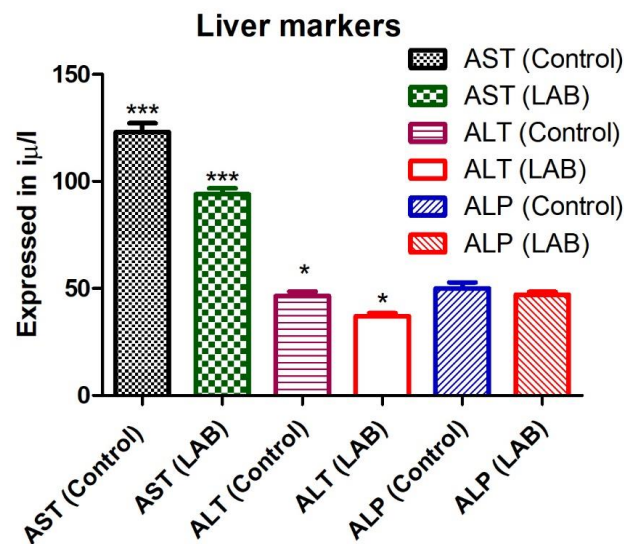 Liver markers
Expressed in iµ/l
150
100
50
0
***
***
*
*
AST (Control)
AST (LAB)
ALT (Control)
ALT (LAB)
ALP (Control)
ALP (LAB)
AST (Control)
AST (LAB)
ALT (Control)
ALT (LAB)
ALP (Control)
ALP (LAB)